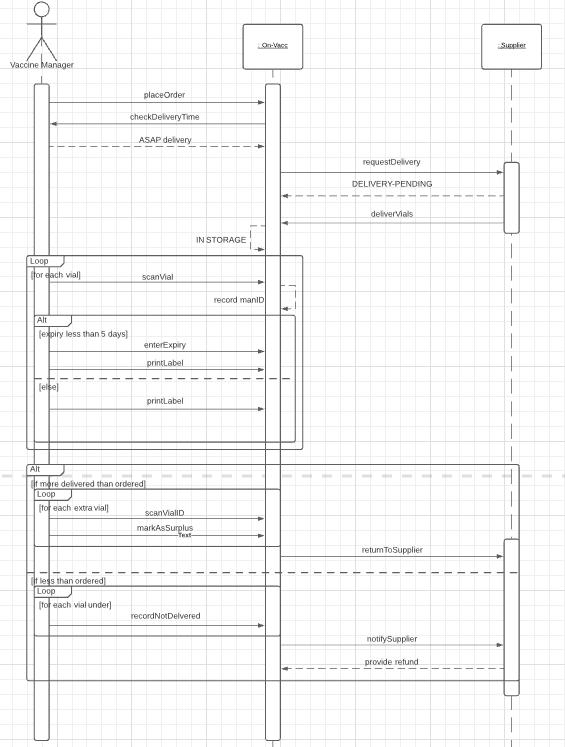 Vaccine Manager
: On-Vacc
: Supplier
placeOrder
checkDeliveryTime
ASAP delivery
requestDelivery
DELIVERY-PENDING
deliverVials
IN STORAGE
Loop
[for each vial]
scanVial
record manID
Alt
[expiry less than 5 days]
enterExpiry
printLabel
[else]
printLabel
Alt
[if more delivered than ordered]
Loop
[for each extra vial]
scanVialID
markAsSurplus
Text
returnToSupplier
[if less than ordered]
Loop
[for each vial under]
recordNotDelvered
notifySupplier
provide refund